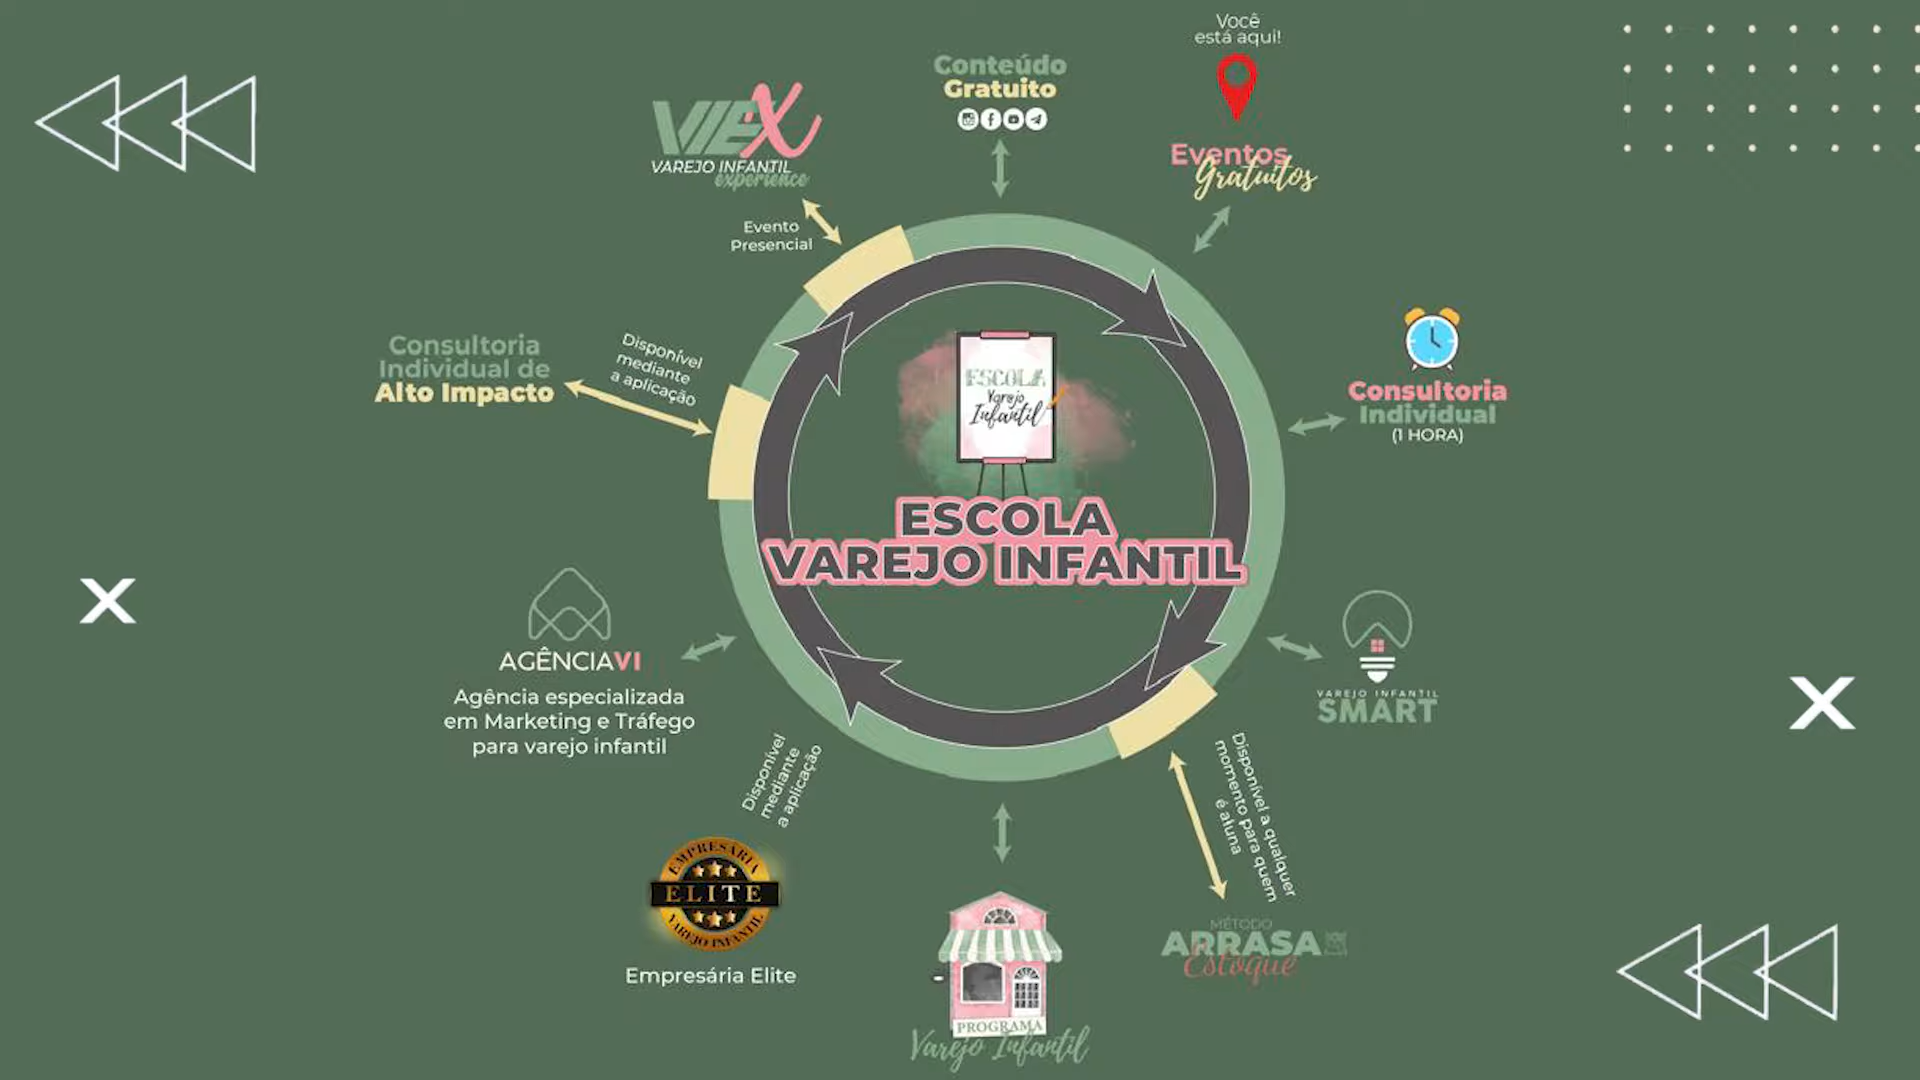 Você
está aqui!
Conteúdo
Gratuito
VIEX
VAREJO INFANTIL
experience
Eventos
Gratuitos
Evento
Presencial
Consultoria
Individual de
Alto Impacto
Disponível
mediante
a aplicação
Consultoria
Individual
(1 HORA)
ESCOLA
Varejo
Infantil
ESCOLA
VAREJO INFANTIL
AGÊNCIAVI
Agência especializada
em Marketing e Tráfego
para varejo infantil
VAREJO INFANTIL
SMART
Disponível
mediante
a aplicação
Disponível a qualquer
momento para quem
é aluna
EMPRESÁRIA
ELITE
VAREJO INFANTIL
Empresária Elite
MÉTODO
ARRASA
Estoque
PROGRAMA
Varejo Infantil